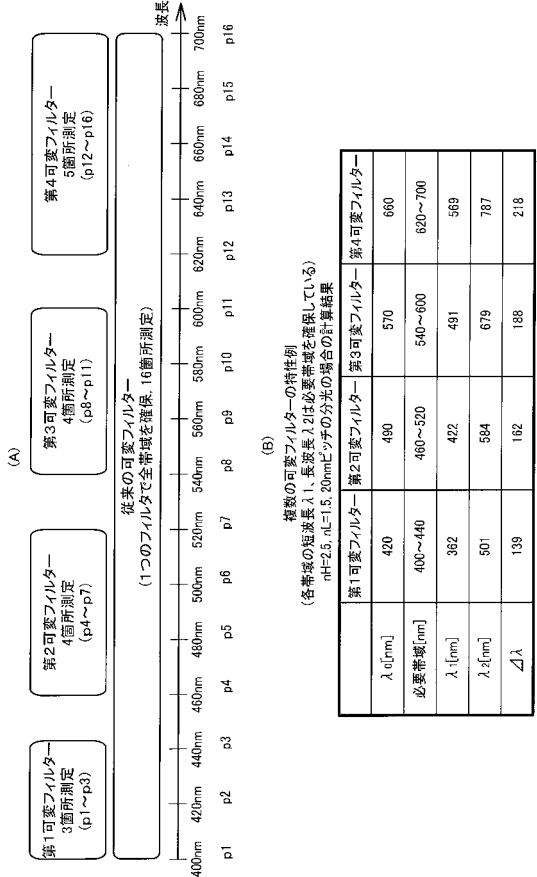 (A)
第1可変フィルター
3箇所測定
(p1～p3)
第2可変フィルター
4箇所測定
(p4～p7)
第3可変フィルター
4箇所測定
(p8～p11)
第4可変フィルター
5箇所測定
(p12～p16)
従来の可変フィルター
(1つのフィルタで全帯域を確保、16箇所測定)
波長
400nm 420nm 440nm 460nm 480nm 500nm 520nm 540nm 560nm 580nm 600nm 620nm 640nm 660nm 680nm 700nm
p1 p2 p3 p4 p5 p6 p7 p8 p9 p10 p11 p12 p13 p14 p15 p16
(B)
複数の可変フィルターの特性例
(各帯域の短波長λ1、長波長λ2は必要帯域を確保している)
nH=2.5, nL=1.5, 20nmピッチの分光の場合の計算結果
第1可変フィルター 第2可変フィルター 第3可変フィルター 第4可変フィルター
λ0[nm] 420 490 570 660
必要帯域[nm] 400～440 460～520 540～600 620～700
λ1[nm] 362 422 491 569
λ2[nm] 501 584 679 787
⊿λ 139 162 188 218